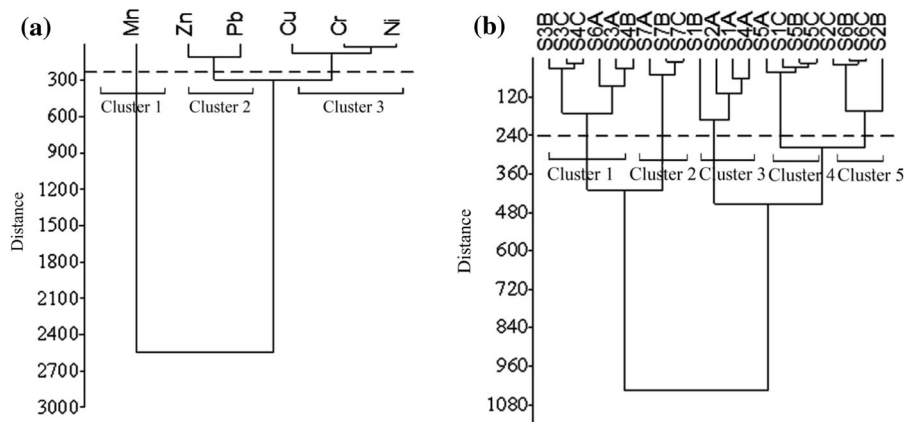 (a)
Mn Zn Pb Cu Cr Ni
300
600
900
1200
1500
1800
2100
2400
2700
3000
Distance
Cluster 1 Cluster 2 Cluster 3
(b)
S3B S3C S4C S6A S3A S4B S7A S7B S7C S1B S2A S1A S4A S5A S1C S5B S5C S2C S6B S6C S2B
120
240
360
480
600
720
840
960
1080
Distance
Cluster 1 Cluster 2 Cluster 3 Cluster 4 Cluster 5